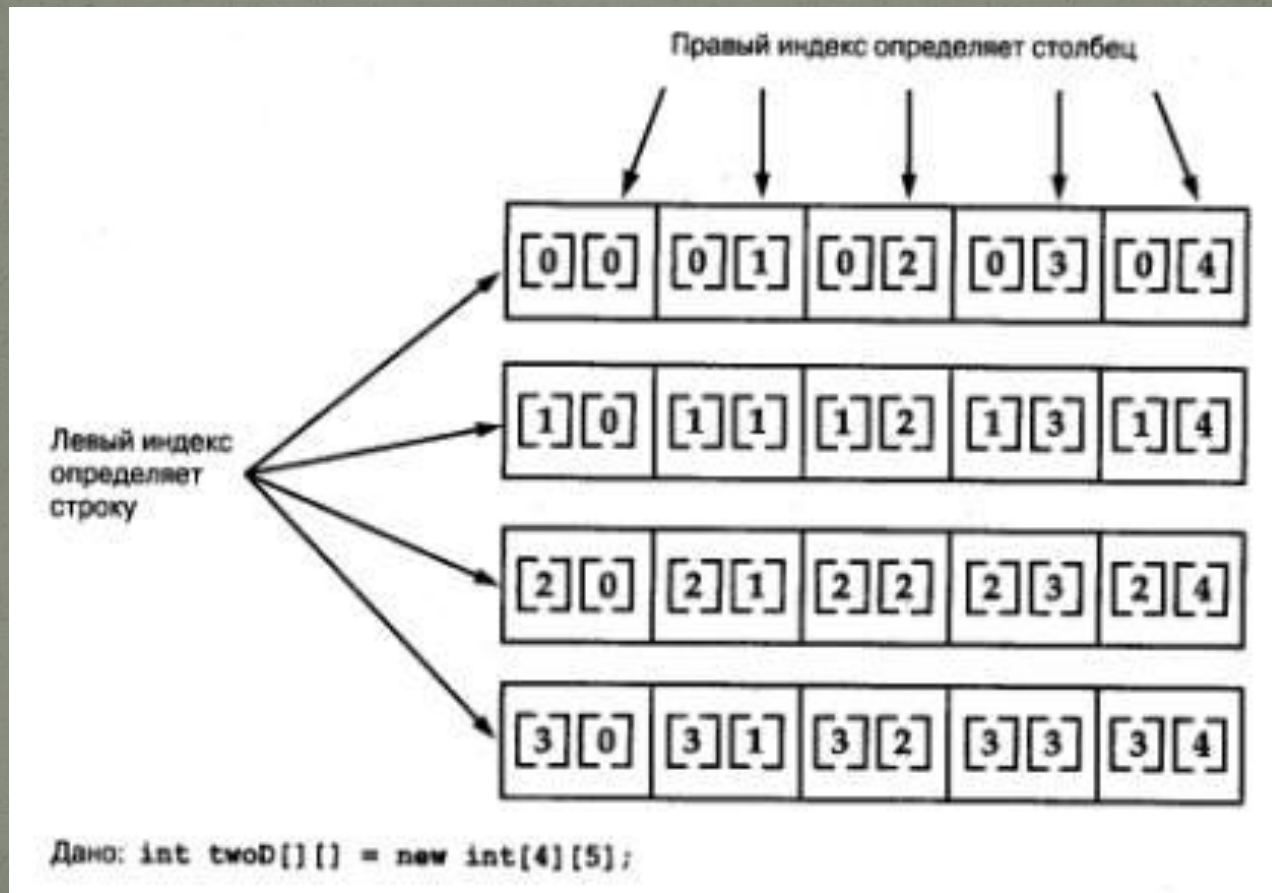 Правый индекс определяет столбец
[0][0] [0][1] [0][2] [0][3] [0][4]
[1][0] [1][1] [1][2] [1][3] [1][4]
Левый индекс
определяет
строку
[2][0] [2][1] [2][2] [2][3] [2][4]
[3][0] [3][1] [3][2] [3][3] [3][4]
Дано: int twoD[][] = new int[4][5];